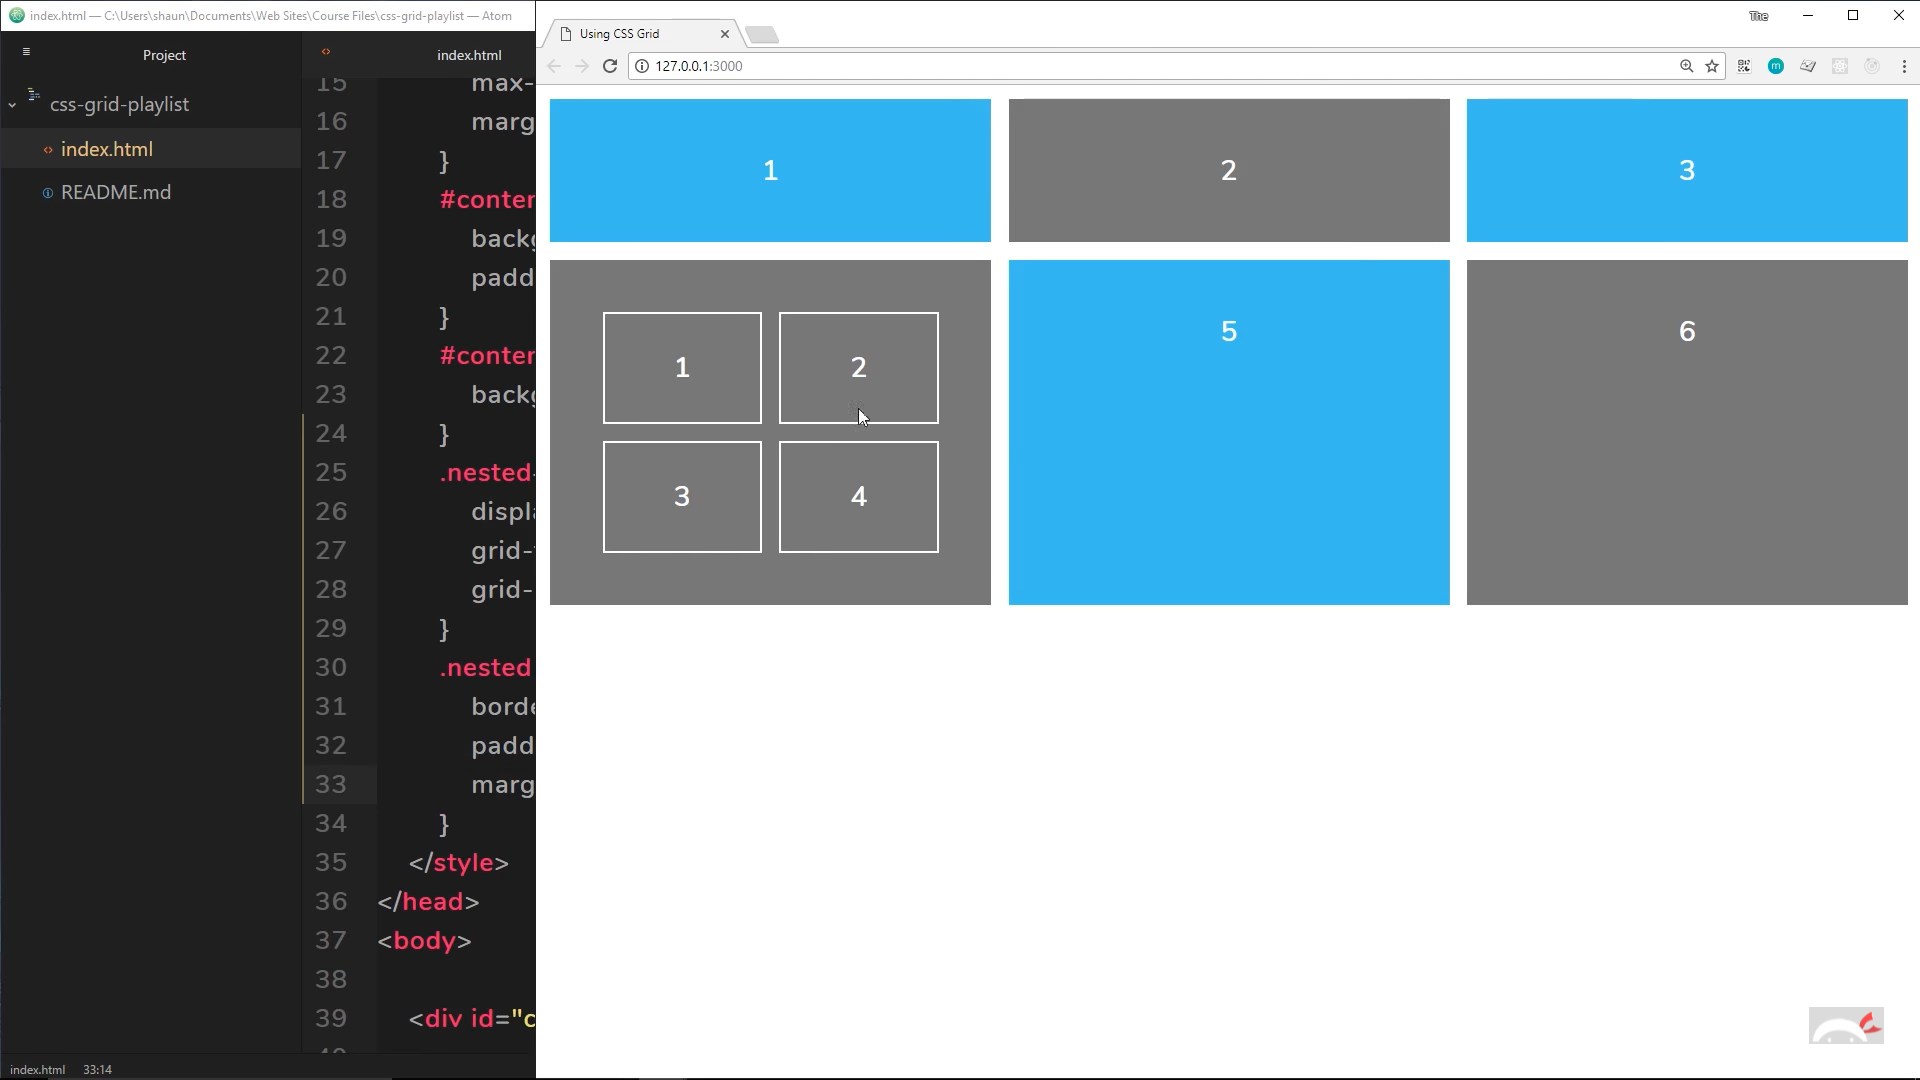 index.html — C:\Users\shaun\Documents\Web Sites\Course Files\css-grid-playlist — Atom
Project
css-grid-playlist
index.html
README.md
index.html
15 max-
16 marg
17 }
18 #conter
19 backg
20 padd
21 }
22 #conter
23 backg
24 }
25 .nested-
26 displa
27 grid-t
28 grid-
29 }
30 .nested
31 borde
32 padd
33 marg
34 }
35 </style>
36 </head>
37 <body>
38
39 <div id="c
40
index.html 33:14
The
Using CSS Grid
127.0.0.1:3000
1 2 3
1 2
3 4
5 6